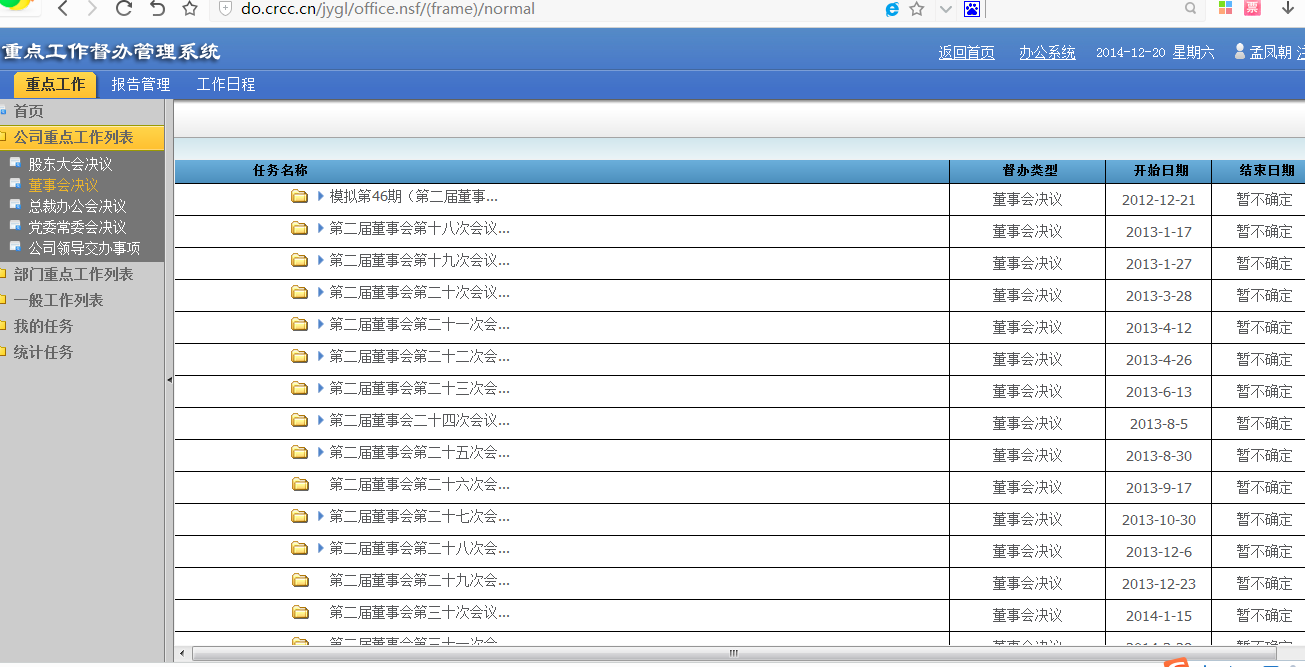 do.crcc.cn/jygl/office.nsf/(frame)/normal
票
重点工作督办管理系统
返回首页 办公系统 2014-12-20 星期六 孟凤朝
重点工作 报告管理 工作日程
首页
公司重点工作列表
股东大会决议
董事会决议
总裁办公会决议
党委常委会决议
公司领导交办事项
部门重点工作列表
一般工作列表
我的任务
统计任务
任务名称 督办类型 开始日期 结束日期
模拟第46期（第二届董事... 董事会决议 2012-12-21 暂不确定
第二届董事会第十八次会议... 董事会决议 2013-1-17 暂不确定
第二届董事会第十九次会议... 董事会决议 2013-1-27 暂不确定
第二届董事会第二十次会议... 董事会决议 2013-3-28 暂不确定
第二届董事会第二十一次会... 董事会决议 2013-4-12 暂不确定
第二届董事会第二十二次会... 董事会决议 2013-4-26 暂不确定
第二届董事会第二十三次会... 董事会决议 2013-6-13 暂不确定
第二届董事会二十四次会议... 董事会决议 2013-8-5 暂不确定
第二届董事会第二十五次会... 董事会决议 2013-8-30 暂不确定
第二届董事会第二十六次会... 董事会决议 2013-9-17 暂不确定
第二届董事会第二十七次会... 董事会决议 2013-10-30 暂不确定
第二届董事会第二十八次会... 董事会决议 2013-12-6 暂不确定
第二届董事会第二十九次会... 董事会决议 2013-12-23 暂不确定
第二届董事会第三十次会议... 董事会决议 2014-1-15 暂不确定
第二届董事会第三十一次会...